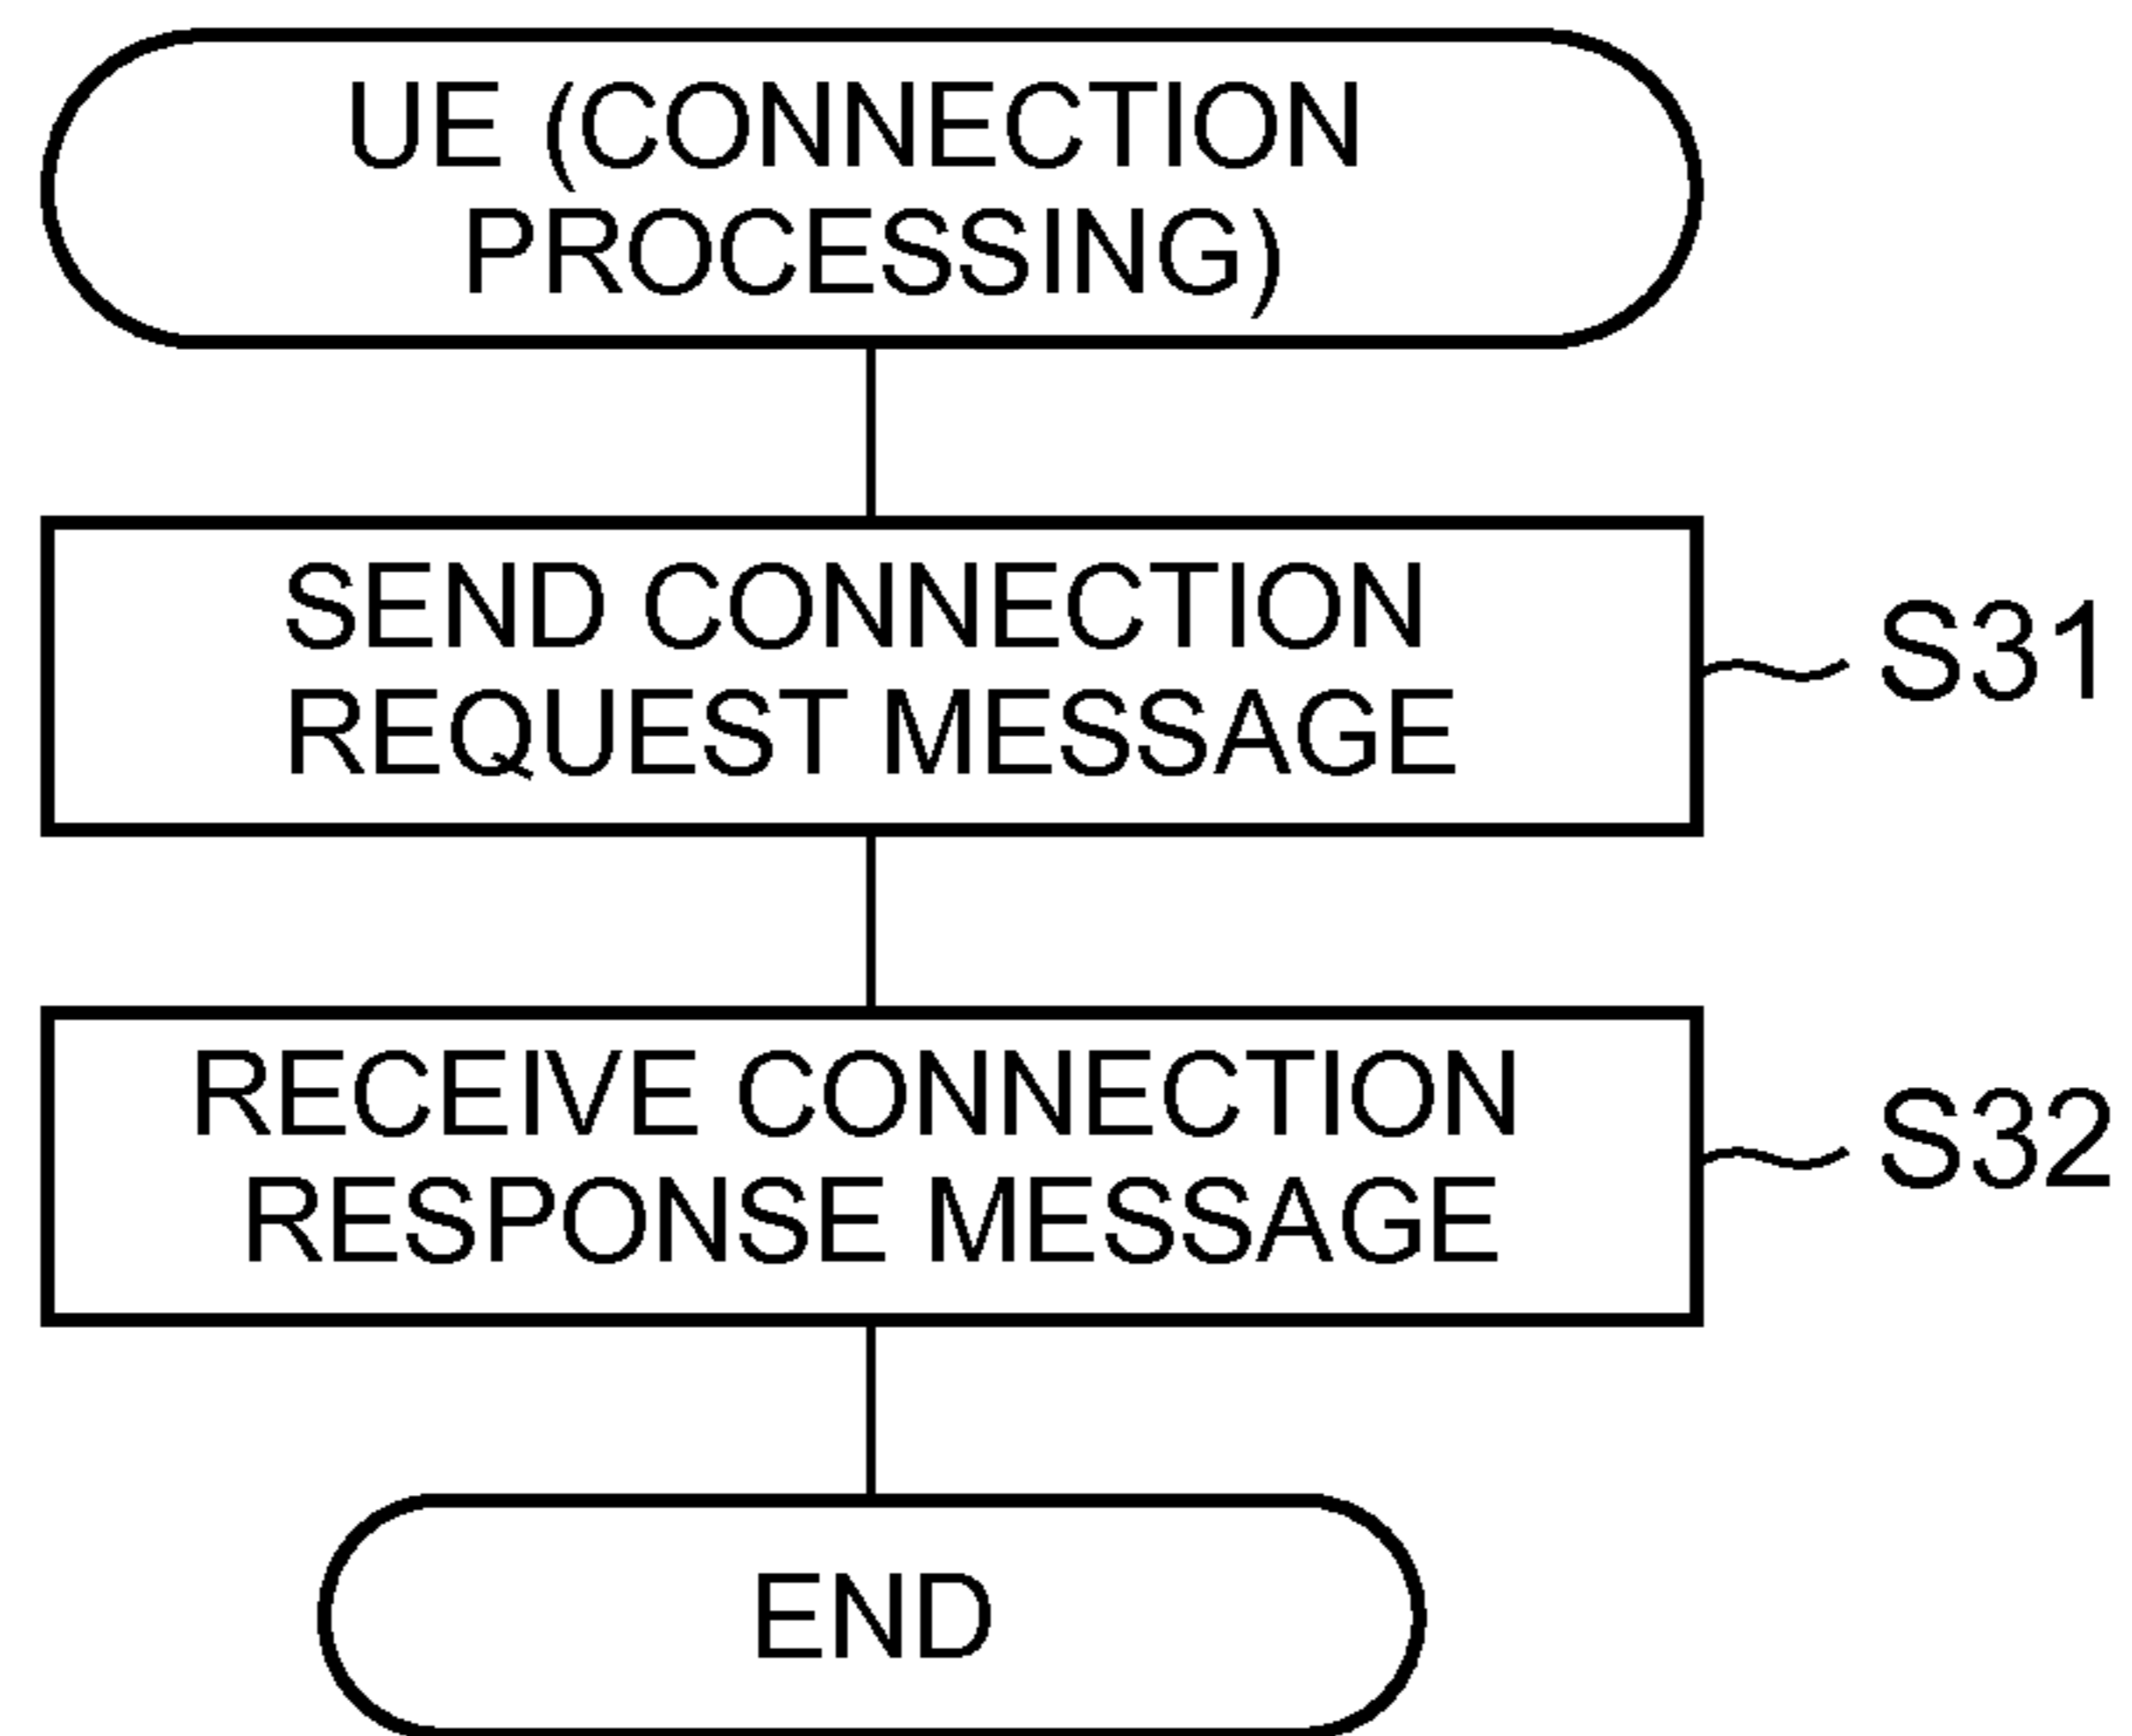 UE (CONNECTION
PROCESSING)
SEND CONNECTION
REQUEST MESSAGE
S31
RECEIVE CONNECTION
RESPONSE MESSAGE
S32
END